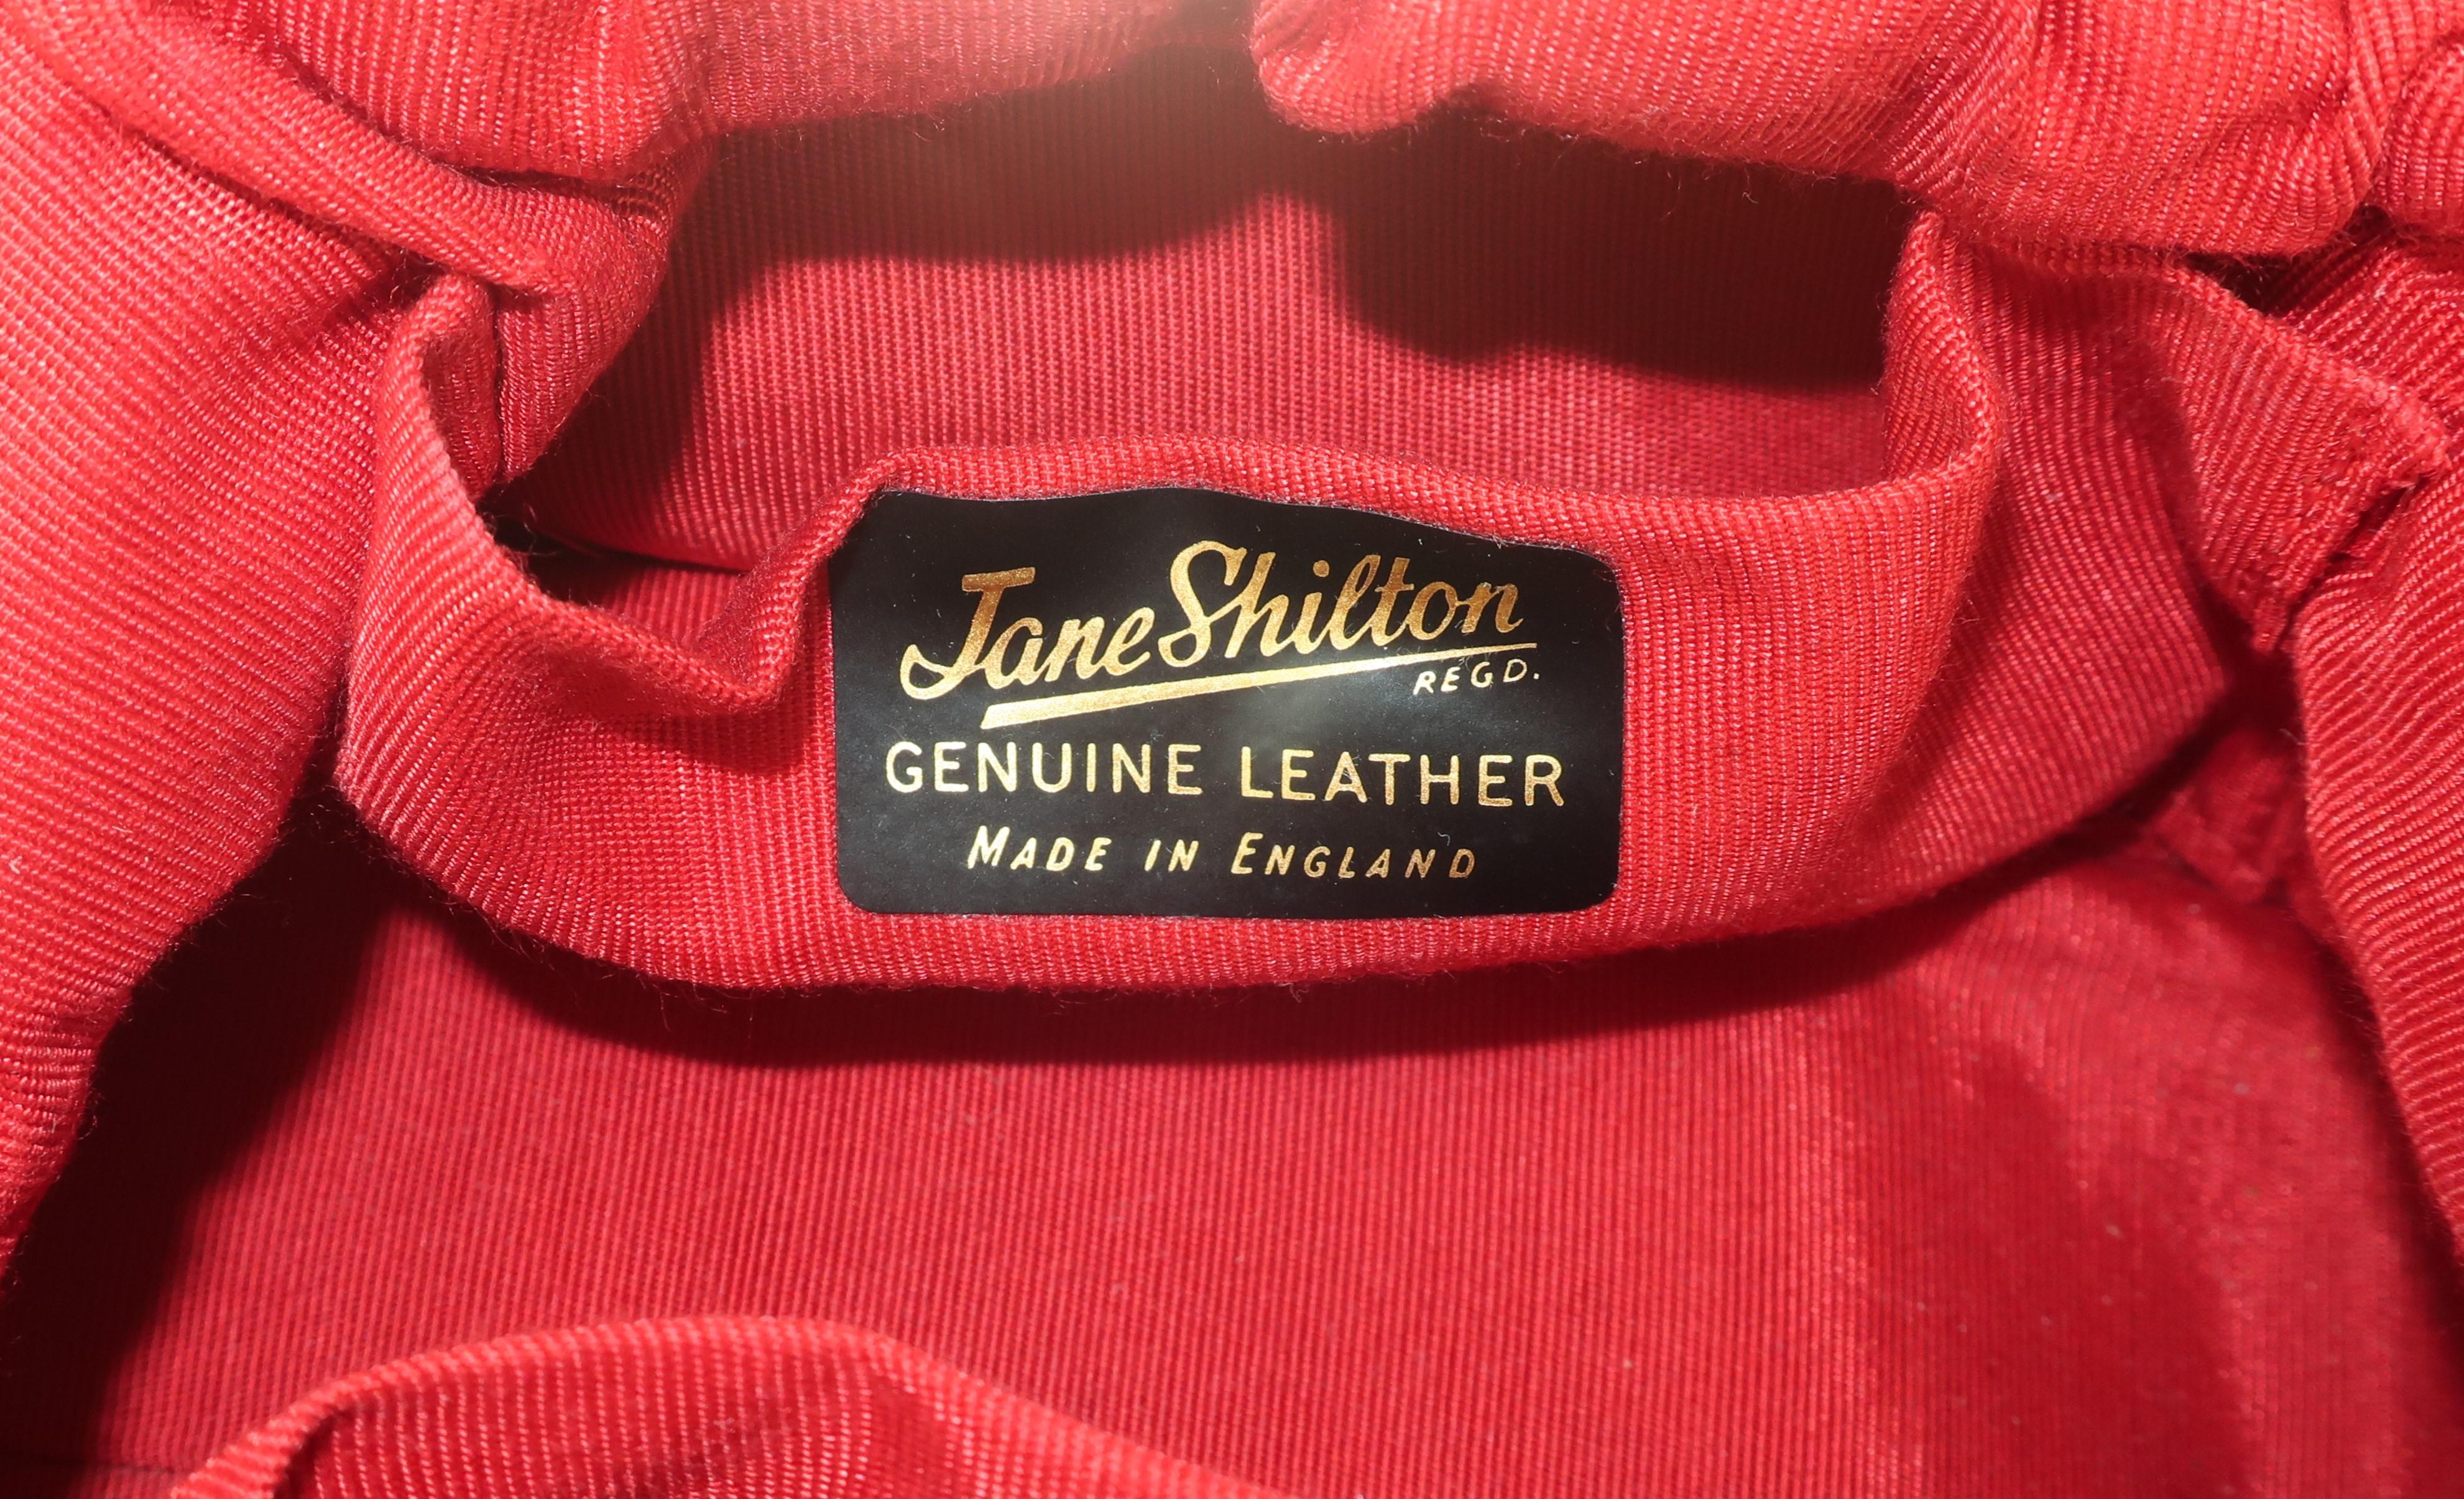 Jane Shilton
REGD.
GENUINE LEATHER
MADE IN ENGLAND